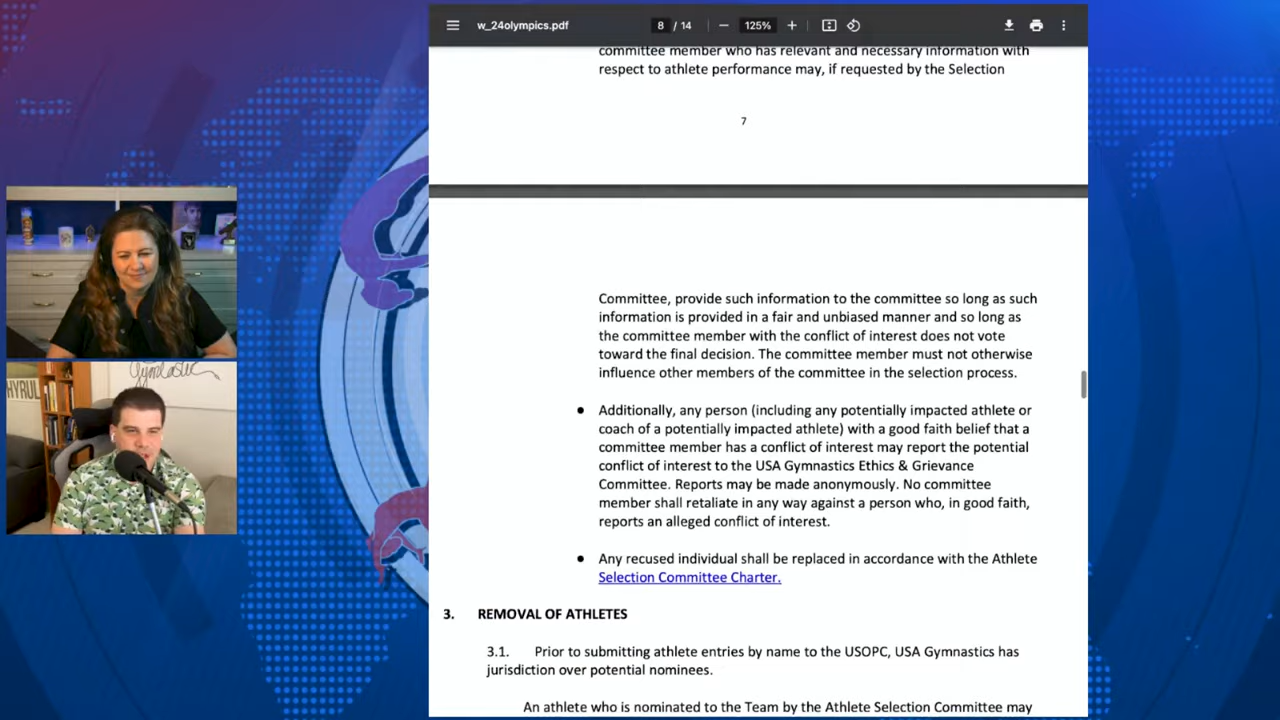 w_24olympics.pdf
8 / 14
125%
committee member who has relevant and necessary information with
respect to athlete performance may, if requested by the Selection
7
Committee, provide such information to the committee so long as such
information is provided in a fair and unbiased manner and so long as
the committee member with the conflict of interest does not vote
toward the final decision. The committee member must not otherwise
influence other members of the committee in the selection process.
● Additionally, any person (including any potentially impacted athlete or
coach of a potentially impacted athlete) with a good faith belief that a
committee member has a conflict of interest may report the potential
conflict of interest to the USA Gymnastics Ethics & Grievance
Committee. Reports may be made anonymously. No committee
member shall retaliate in any way against a person who, in good faith,
reports an alleged conflict of interest.
● Any recused individual shall be replaced in accordance with the Athlete
Selection Committee Charter.
3. REMOVAL OF ATHLETES
3.1. Prior to submitting athlete entries by name to the USOPC, USA Gymnastics has
jurisdiction over potential nominees.
An athlete who is nominated to the Team by the Athlete Selection Committee may
HYRUL